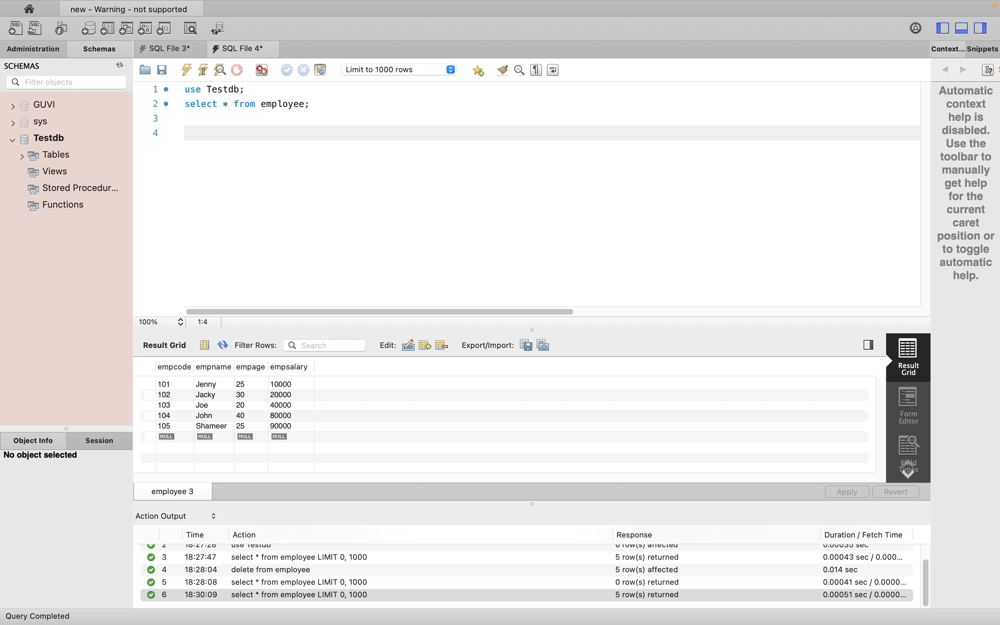 new - Warning - not supported
SQL SQL
Administration Schemas
SQL File 3* SQL File 4*
Context... Snippets
SCHEMAS
Limit to 1000 rows
Filter objects
GUVI
sys
Testdb
Tables
Views
Stored Procedur...
Functions
1 use Testdb;
2 select * from employee;
3
4
Automatic
context
help is
disabled.
Use the
toolbar to
manually
get help
for the
current
caret
position or
to toggle
automatic
help.
100% 1:4
Result Grid Filter Rows: Search Edit: Export/Import:
empcode empname empage empsalary
101 Jenny 25 10000
102 Jacky 30 20000
103 Joe 20 40000
104 John 40 80000
105 Shameer 25 90000
NULL NULL NULL NULL
Result
Grid
Form
Editor
Field
Types
Object Info Session
No object selected
employee 3
Apply Revert
Action Output
Time Action Response Duration / Fetch Time
2 18:27:28 use Testdb 0 row(s) affected 0.00035 sec
3 18:27:47 select * from employee LIMIT 0, 1000 5 row(s) returned 0.00043 sec / 0.000...
4 18:28:04 delete from employee 5 row(s) affected 0.014 sec
5 18:28:08 select * from employee LIMIT 0, 1000 0 row(s) returned 0.00041 sec / 0.0000...
6 18:30:09 select * from employee LIMIT 0, 1000 5 row(s) returned 0.00051 sec / 0.0000...
Query Completed